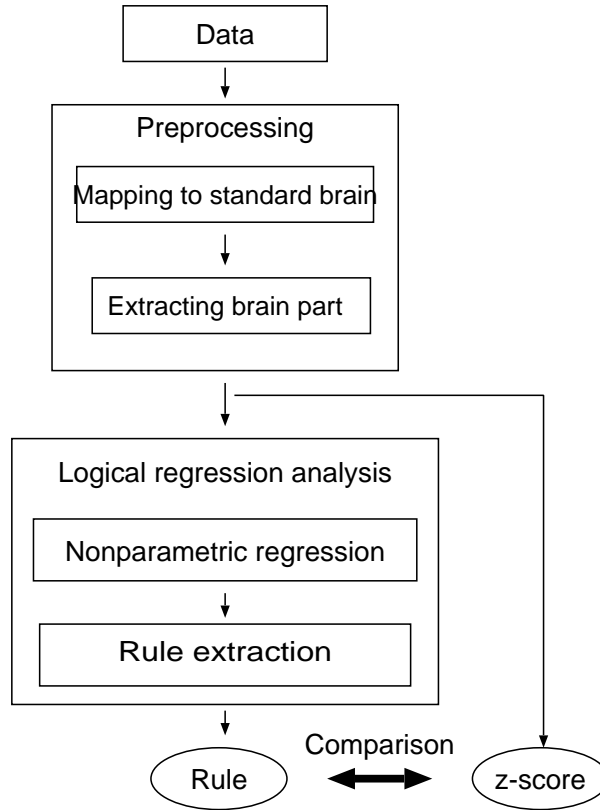 Data
Preprocessing
Mapping to standard brain
Extracting brain part
Logical regression analysis
Nonparametric regression
Rule extraction
Comparison
Rule
z-score